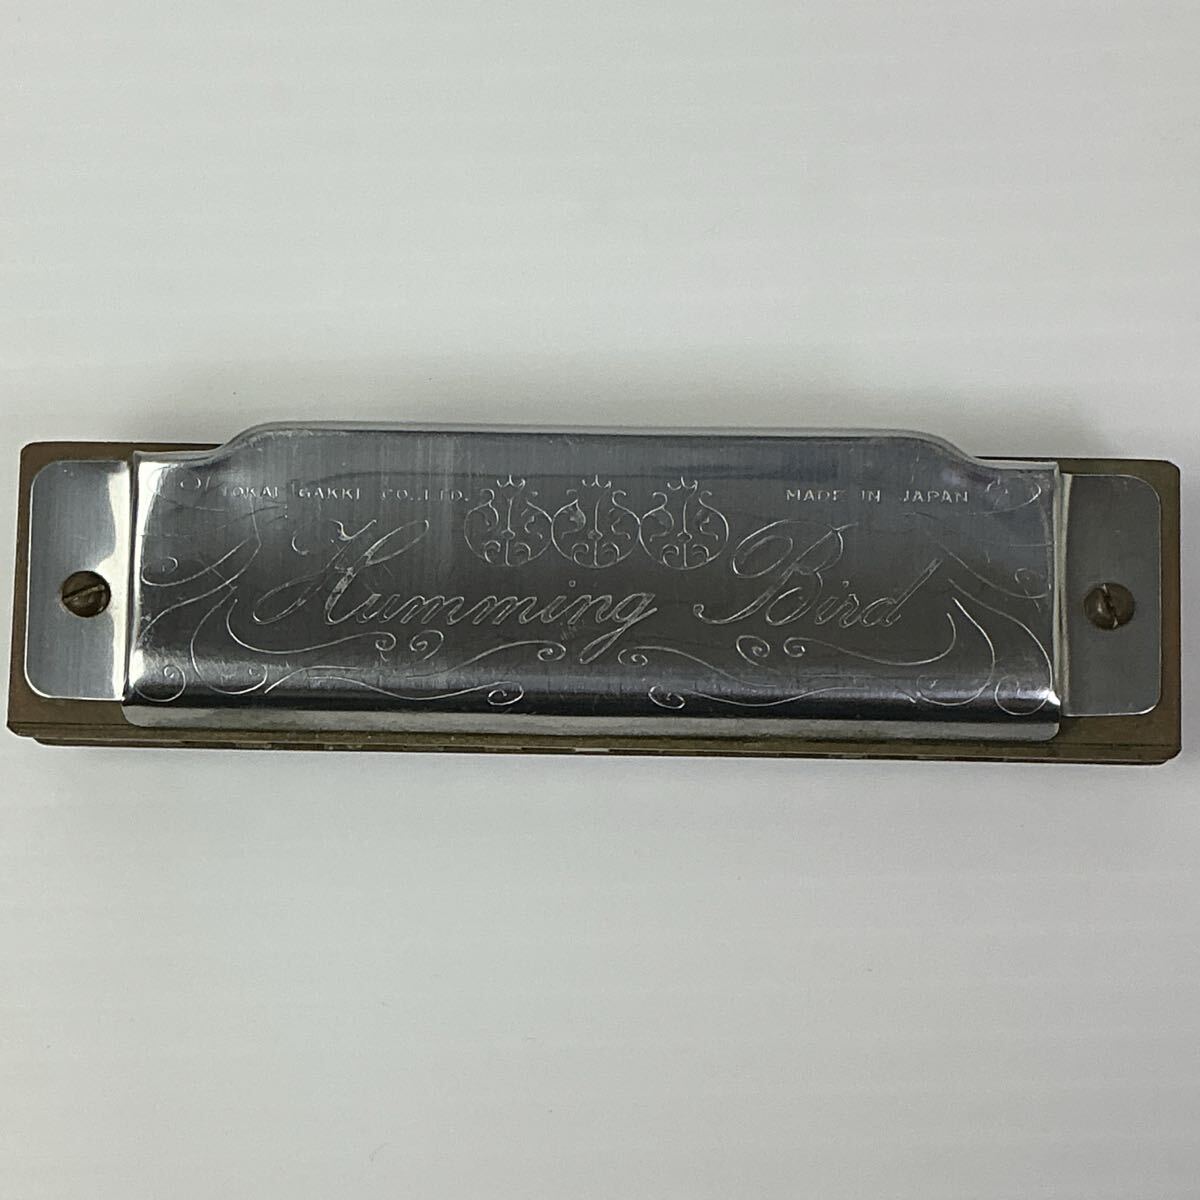 TOKAI GAKKI CO., LTD.
MADE IN JAPAN
Humming Bird